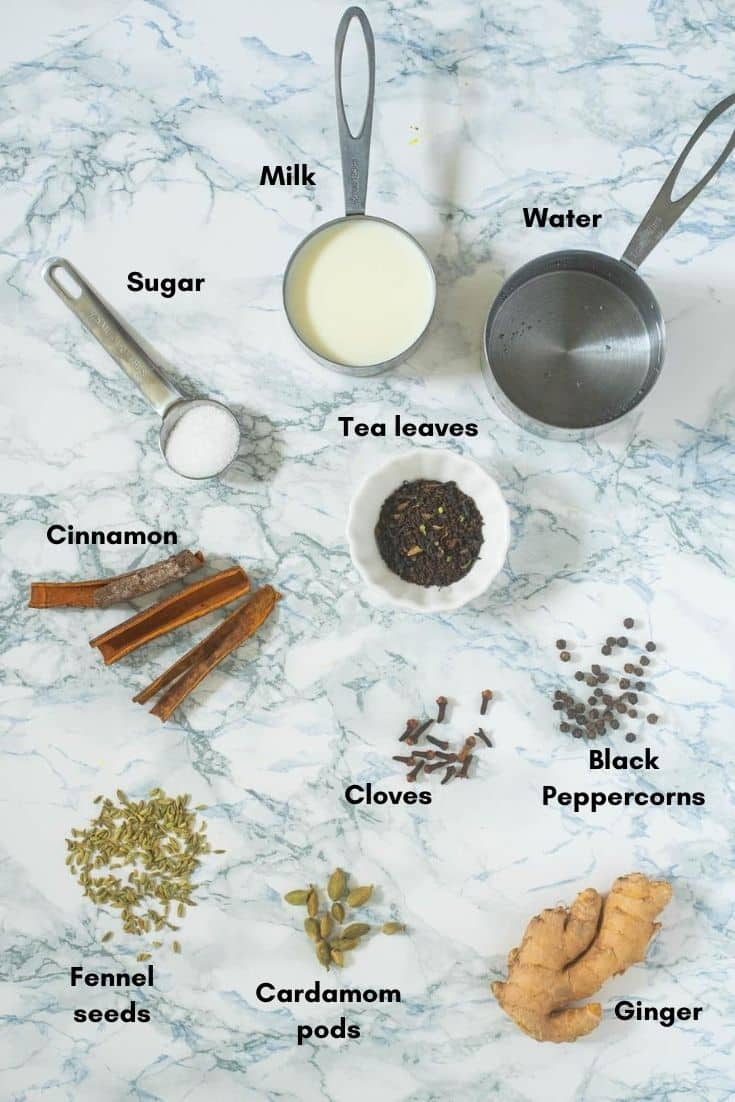 Milk
Water
Sugar
Tea leaves
Cinnamon
Black
Peppercorns
Cloves
Fennel
seeds
Cardamom
pods
Ginger